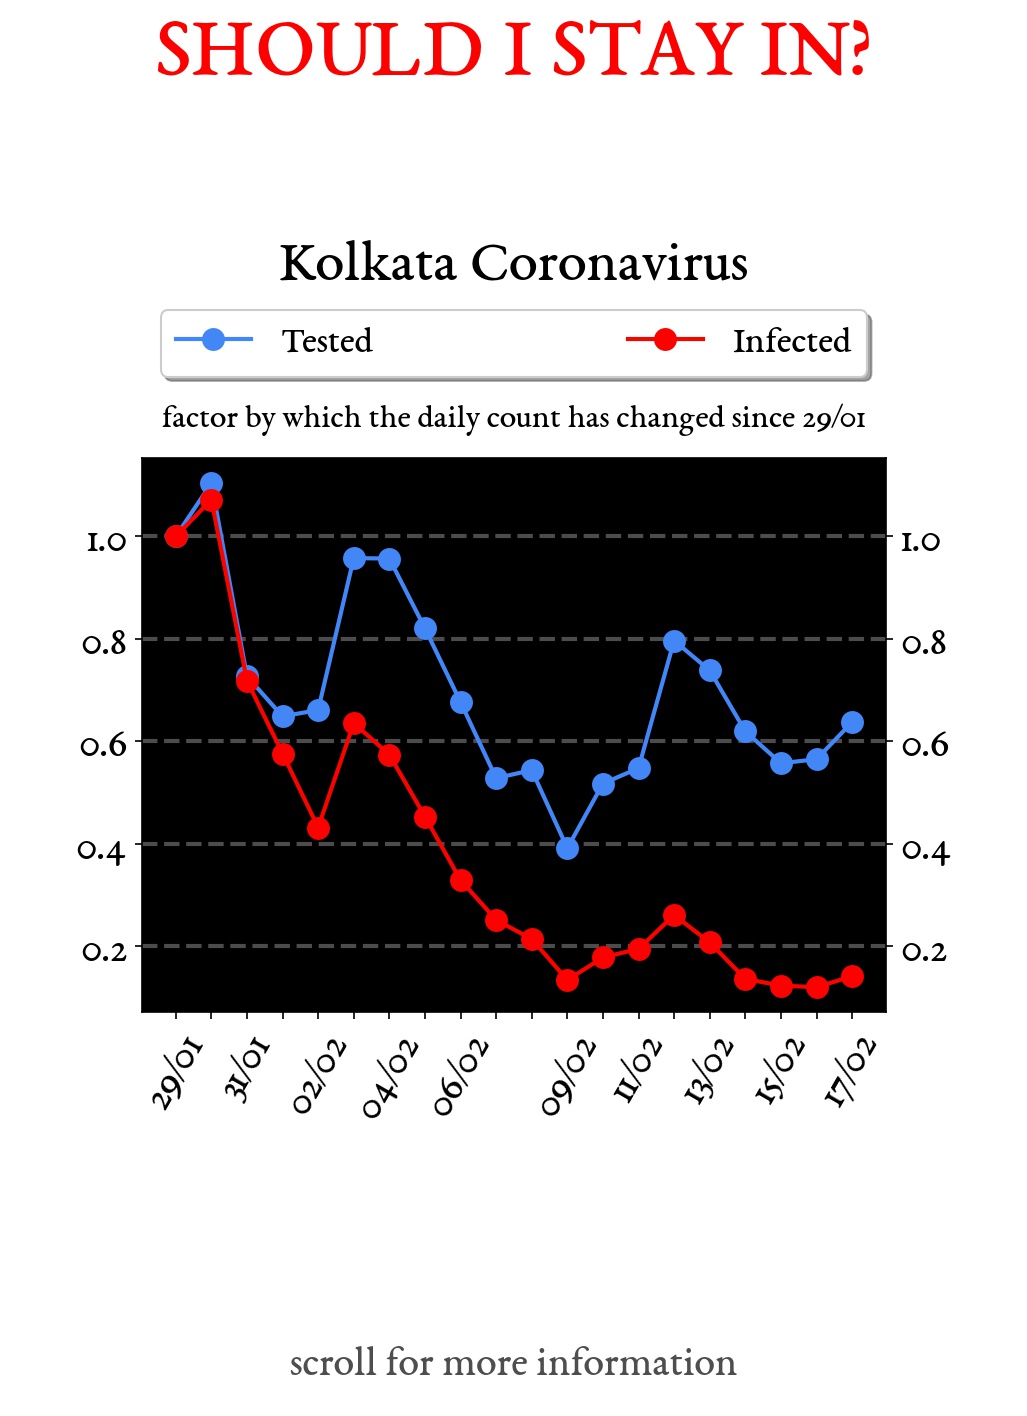 SHOULD I STAY IN?
Kolkata Coronavirus
Tested Infected
factor by which the daily count has changed since 29/01
1.0 1.0
0.8 0.8
0.6 0.6
0.4 0.4
0.2 0.2
29/01 31/01 02/02 04/02 06/02 09/02 11/02 13/02 15/02 17/02
scroll for more information